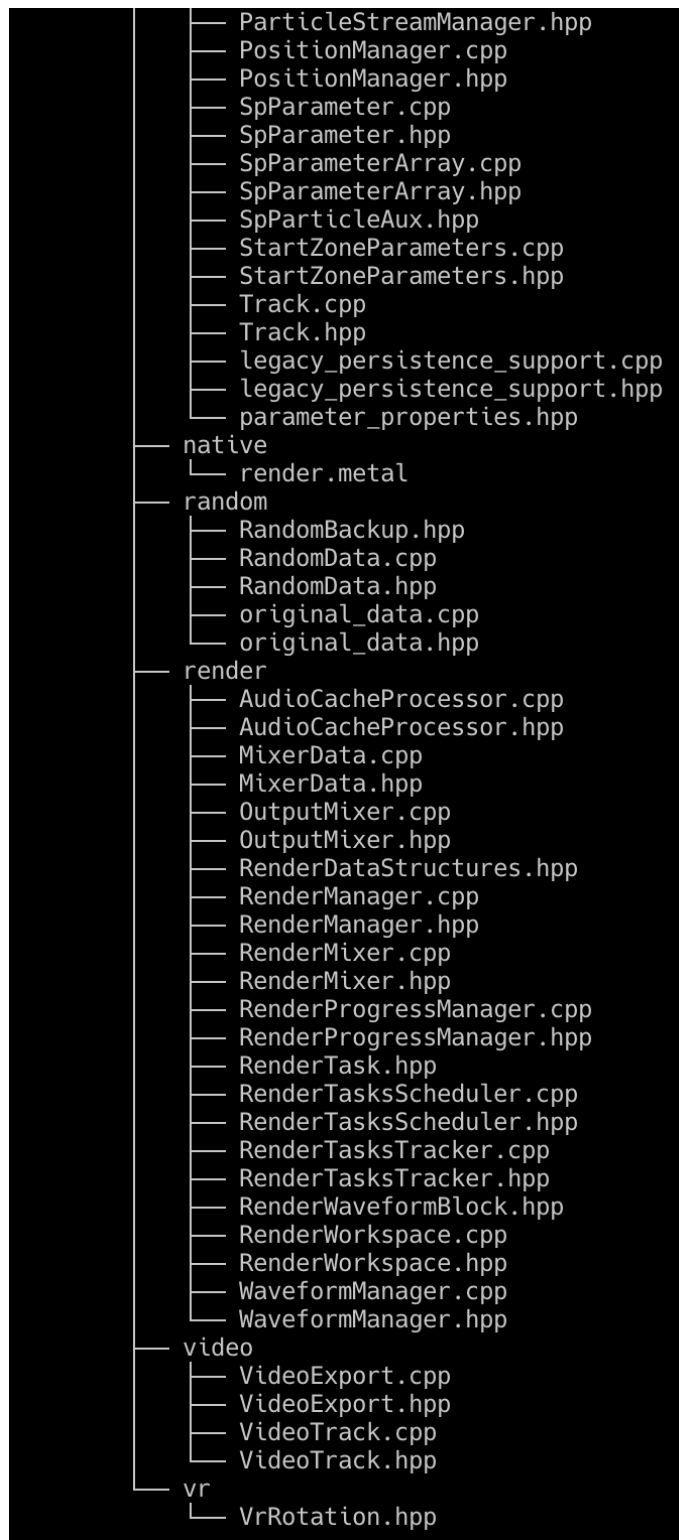 │   ├── ParticleStreamManager.hpp
│   ├── PositionManager.cpp
│   ├── PositionManager.hpp
│   ├── SpParameter.cpp
│   ├── SpParameter.hpp
│   ├── SpParameterArray.cpp
│   ├── SpParameterArray.hpp
│   ├── SpParticleAux.hpp
│   ├── StartZoneParameters.cpp
│   ├── StartZoneParameters.hpp
│   ├── Track.cpp
│   ├── Track.hpp
│   ├── legacy_persistence_support.cpp
│   ├── legacy_persistence_support.hpp
│   └── parameter_properties.hpp
├── native
│   └── render.metal
├── random
│   ├── RandomBackup.hpp
│   ├── RandomData.cpp
│   ├── RandomData.hpp
│   ├── original_data.cpp
│   └── original_data.hpp
├── render
│   ├── AudioCacheProcessor.cpp
│   ├── AudioCacheProcessor.hpp
│   ├── MixerData.cpp
│   ├── MixerData.hpp
│   ├── OutputMixer.cpp
│   ├── OutputMixer.hpp
│   ├── RenderDataStructures.hpp
│   ├── RenderManager.cpp
│   ├── RenderManager.hpp
│   ├── RenderMixer.cpp
│   ├── RenderMixer.hpp
│   ├── RenderProgressManager.cpp
│   ├── RenderProgressManager.hpp
│   ├── RenderTask.hpp
│   ├── RenderTasksScheduler.cpp
│   ├── RenderTasksScheduler.hpp
│   ├── RenderTasksTracker.cpp
│   ├── RenderTasksTracker.hpp
│   ├── RenderWaveformBlock.hpp
│   ├── RenderWorkspace.cpp
│   ├── RenderWorkspace.hpp
│   ├── WaveformManager.cpp
│   └── WaveformManager.hpp
├── video
│   ├── VideoExport.cpp
│   ├── VideoExport.hpp
│   ├── VideoTrack.cpp
│   └── VideoTrack.hpp
└── vr
    └── VrRotation.hpp